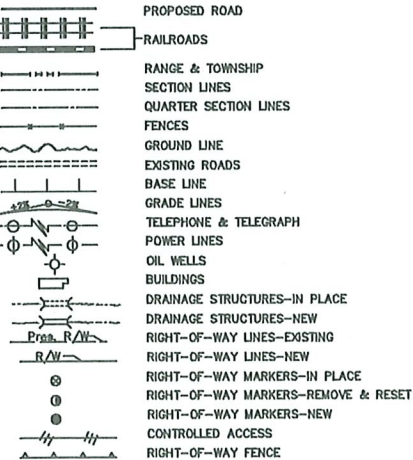 PROPOSED ROAD
RAILROADS
RANGE & TOWNSHIP
SECTION LINES
QUARTER SECTION LINES
FENCES
GROUND LINE
EXISTING ROADS
BASE LINE
+2% -2% GRADE LINES
TELEPHONE & TELEGRAPH
POWER LINES
OIL WELLS
BUILDINGS
DRAINAGE STRUCTURES-IN PLACE
DRAINAGE STRUCTURES-NEW
Pres. R/W RIGHT-OF-WAY LINES-EXISTING
R/W RIGHT-OF-WAY LINES-NEW
RIGHT-OF-WAY MARKERS-IN PLACE
RIGHT-OF-WAY MARKERS-REMOVE & RESET
RIGHT-OF-WAY MARKERS-NEW
CONTROLLED ACCESS
RIGHT-OF-WAY FENCE